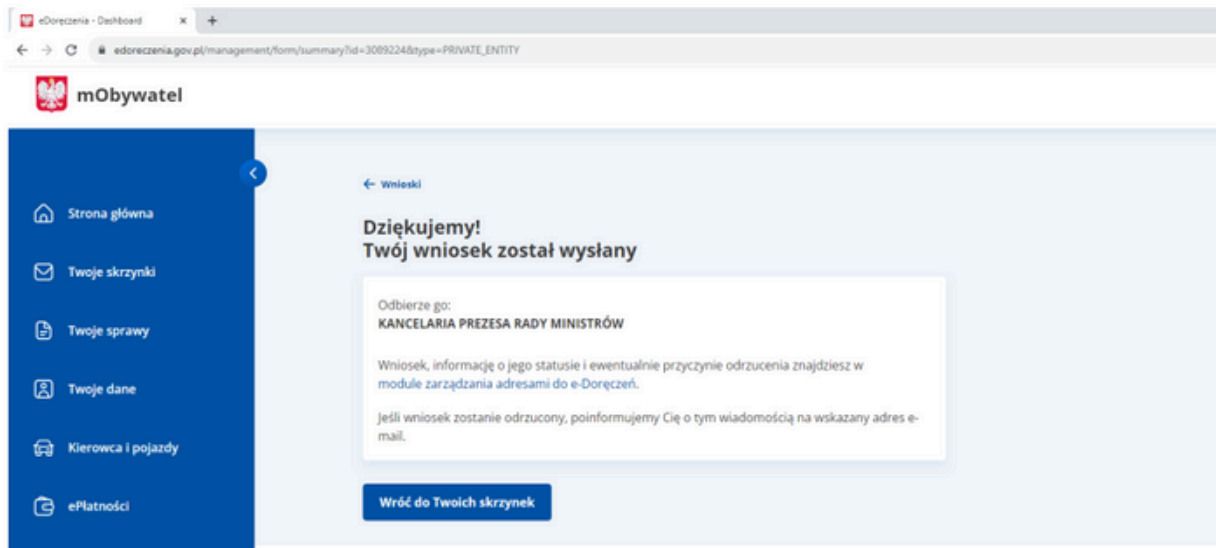 eDoręczenia - Dashboard
edoreczenia.gov.pl/management/form/summary?id=3089224&type=PRIVATE_ENTITY
mObywatel
Strona główna
Twoje skrzynki
Twoje sprawy
Twoje dane
Kierowca i pojazdy
ePłatności
← Wnioski
Dziękujemy!
Twój wniosek został wysłany
Odbierze go:
KANCELARIA PREZESA RADY MINISTRÓW
Wniosek, informację o jego statusie i ewentualnie przyczynie odrzucenia znajdziesz w
module zarządzania adresami do e-Doręczeń.
Jeśli wniosek zostanie odrzucony, poinformujemy Cię o tym wiadomością na wskazany adres e-
mail.
Wróć do Twoich skrzynek